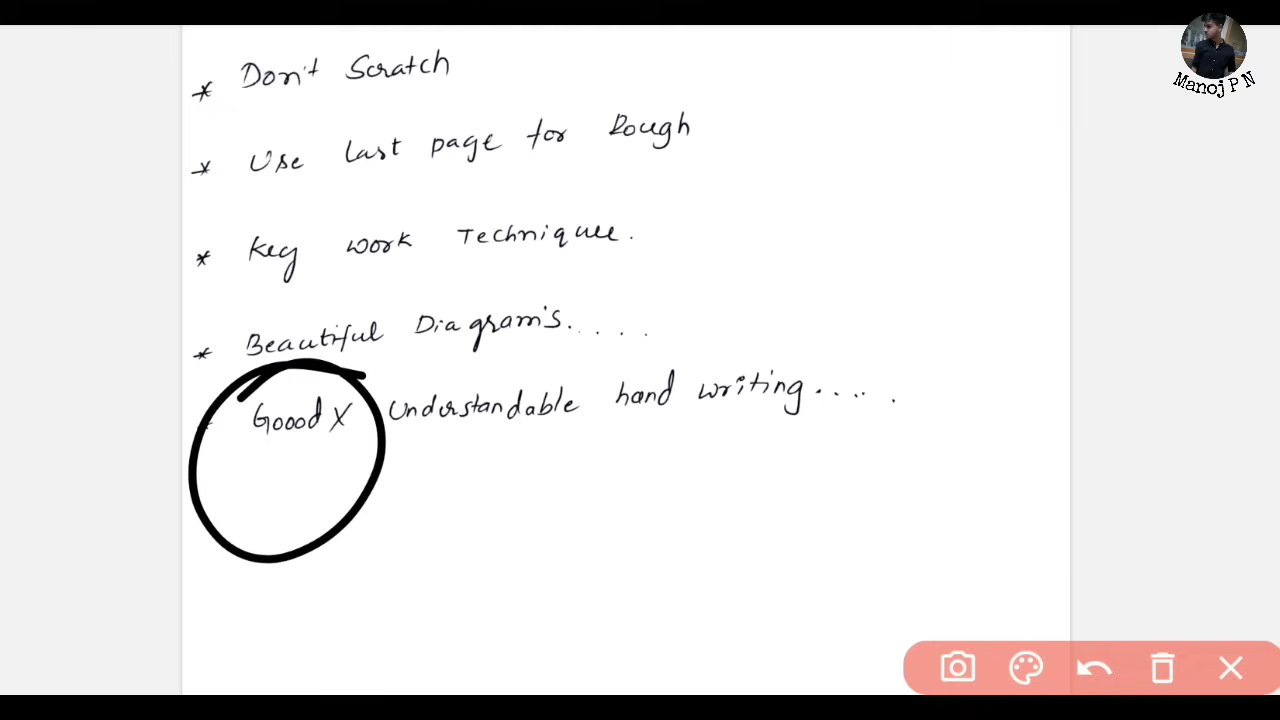 * Don't Scratch
* Use last page for Rough
* Key work Technique.
* Beautiful Diagram's.....
* Goood X Understandable hand writing.....
Manoj P N